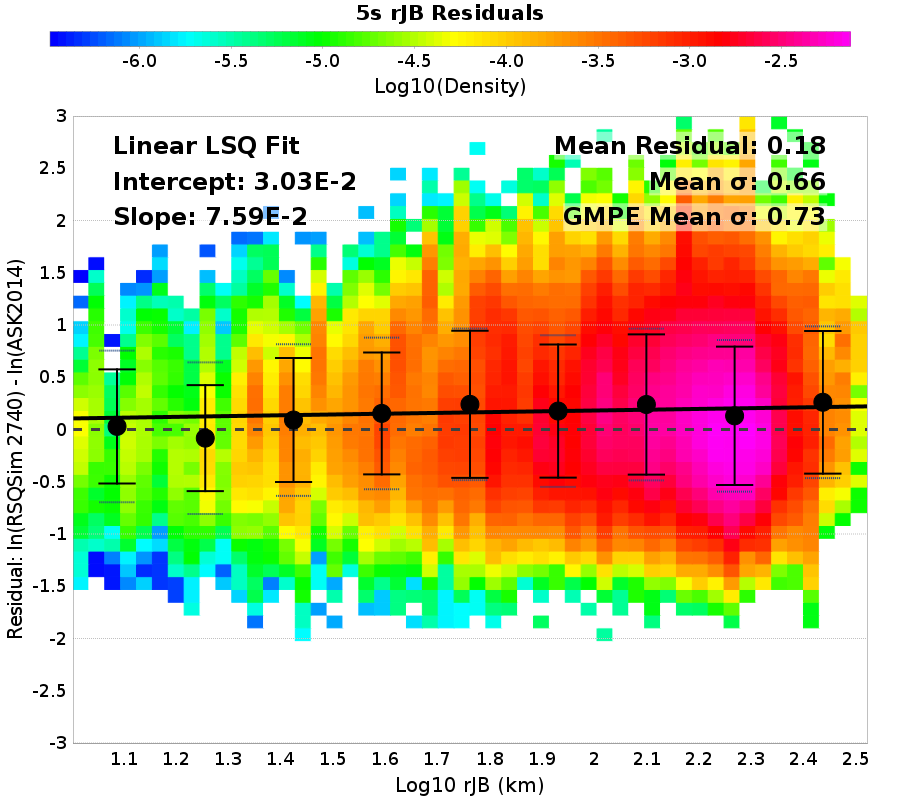 5s rJB Residuals
-6.0 -5.5 -5.0 -4.5 -4.0 -3.5 -3.0 -2.5
Log10(Density)
Linear LSQ Fit
Intercept: 3.03E-2
Slope: 7.59E-2
Mean Residual: 0.18
Mean σ: 0.66
GMPE Mean σ: 0.73
Residual: ln(RSQSim 2740) - ln(ASK2014)
3
2.5
2
1.5
1
0.5
0
-0.5
-1
-1.5
-2
-2.5
-3
1.1 1.2 1.3 1.4 1.5 1.6 1.7 1.8 1.9 2 2.1 2.2 2.3 2.4 2.5
Log10 rJB (km)